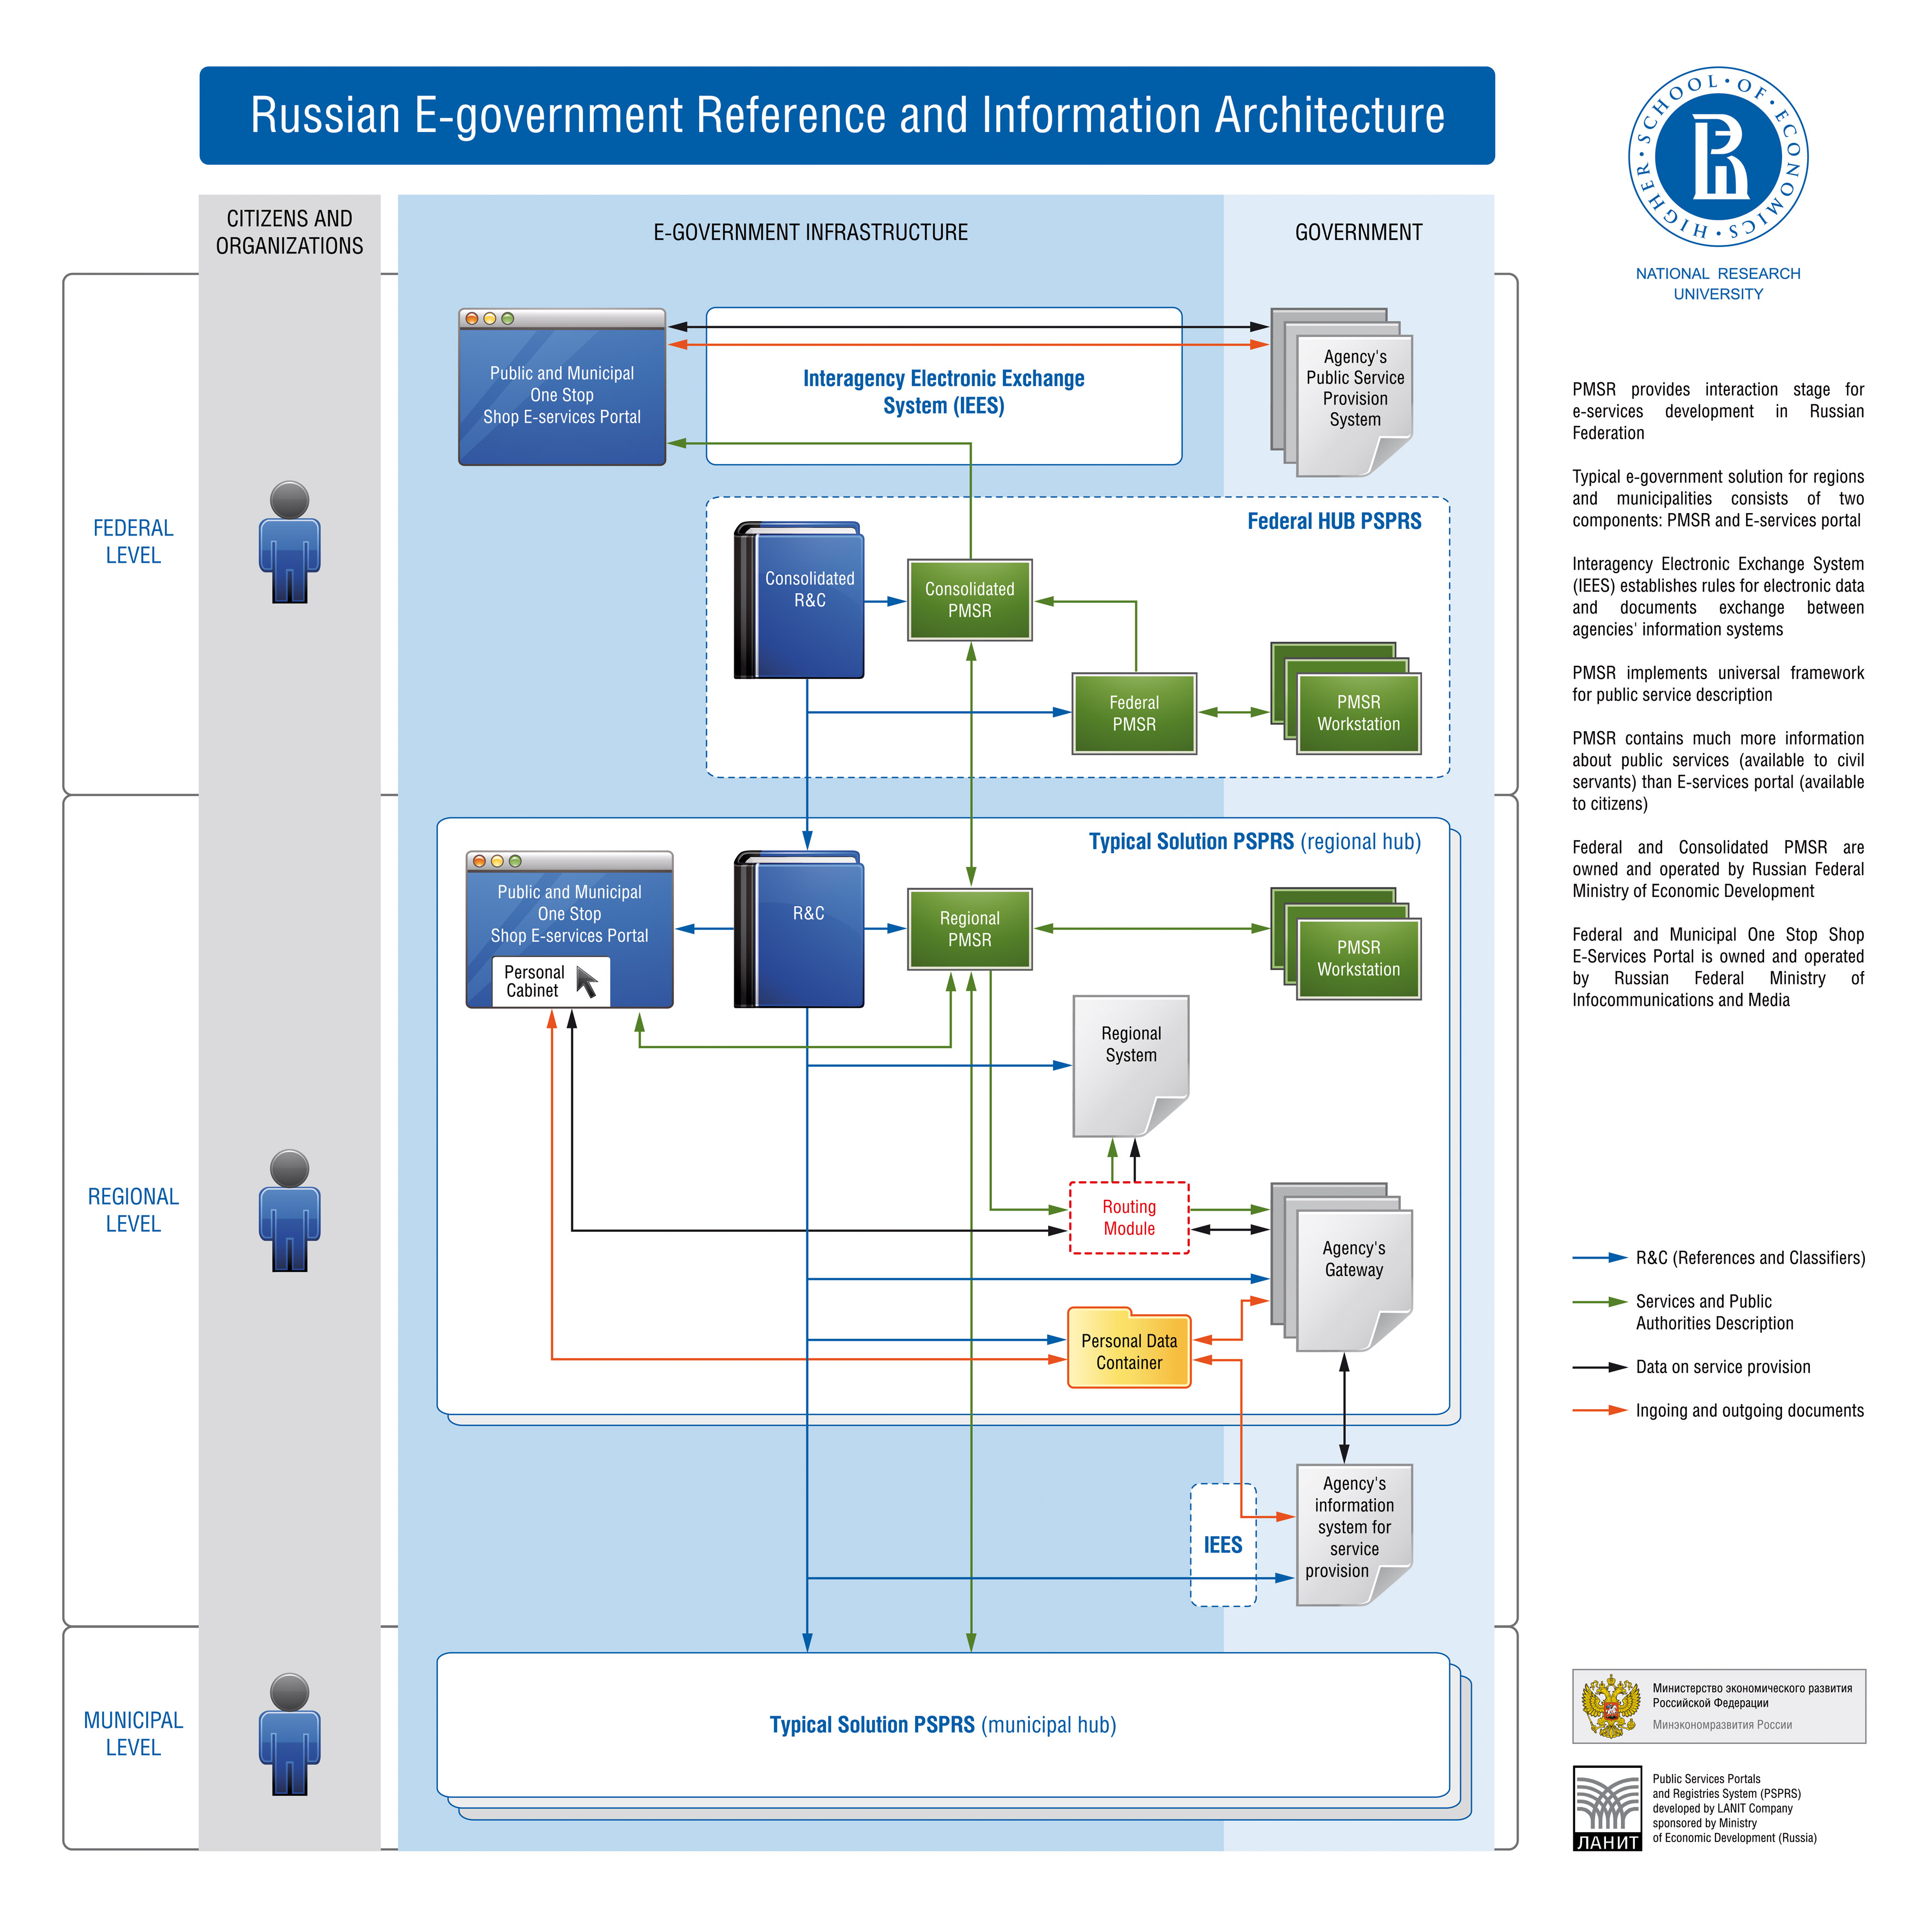 Russian E-government Reference and Information Architecture
HIGHER · SCHOOL · OF · ECONOMICS ·
NATIONAL RESEARCH
UNIVERSITY
CITIZENS AND
ORGANIZATIONS
E-GOVERNMENT INFRASTRUCTURE
GOVERNMENT
FEDERAL
LEVEL
Public and Municipal
One Stop
Shop E-services Portal
Interagency Electronic Exchange
System (IEES)
Agency's
Public Service
Provision
System
Federal HUB PSPRS
Consolidated
R&C
Consolidated
PMSR
Federal
PMSR
PMSR
Workstation
REGIONAL
LEVEL
Typical Solution PSPRS (regional hub)
Public and Municipal
One Stop
Shop E-services Portal
Personal
Cabinet
R&C
Regional
PMSR
PMSR
Workstation
Regional
System
Routing
Module
Agency's
Gateway
Personal Data
Container
IEES
Agency's
information
system for
service
provision
MUNICIPAL
LEVEL
Typical Solution PSPRS (municipal hub)
PMSR provides interaction stage for
e-services development in Russian
Federation
Typical e-government solution for regions
and municipalities consists of two
components: PMSR and E-services portal
Interagency Electronic Exchange System
(IEES) establishes rules for electronic data
and documents exchange between
agencies' information systems
PMSR implements universal framework
for public service description
PMSR contains much more information
about public services (available to civil
servants) than E-services portal (available
to citizens)
Federal and Consolidated PMSR are
owned and operated by Russian Federal
Ministry of Economic Development
Federal and Municipal One Stop Shop
E-Services Portal is owned and operated
by Russian Federal Ministry of
Infocommunications and Media
R&C (References and Classifiers)
Services and Public
Authorities Description
Data on service provision
Ingoing and outgoing documents
Министерство экономического развития
Российской Федерации
Минэкономразвития России
ЛАНИТ
Public Services Portals
and Registries System (PSPRS)
developed by LANIT Company
sponsored by Ministry
of Economic Development (Russia)